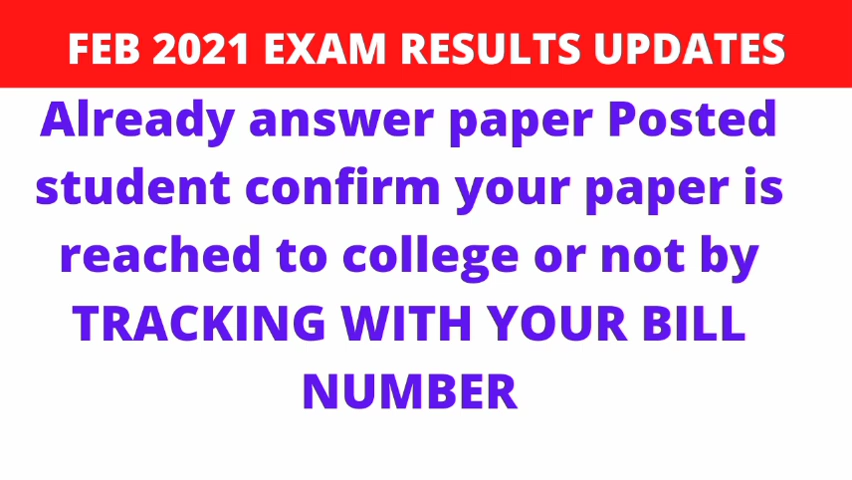 FEB 2021 EXAM RESULTS UPDATES
Already answer paper Posted
student confirm your paper is
reached to college or not by
TRACKING WITH YOUR BILL
NUMBER